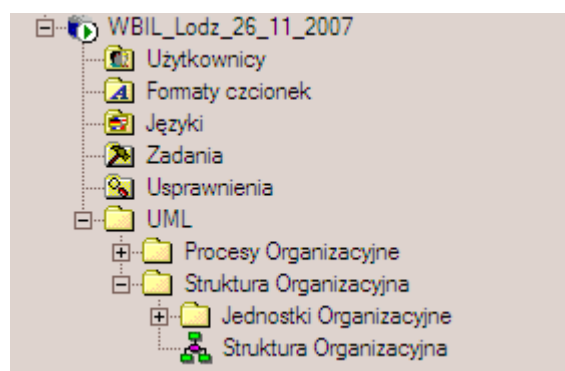 WBIL_Lodz_26_11_2007
Użytkownicy
Formaty czcionek
Języki
Zadania
Usprawnienia
UML
Procesy Organizacyjne
Struktura Organizacyjna
Jednostki Organizacyjne
Struktura Organizacyjna